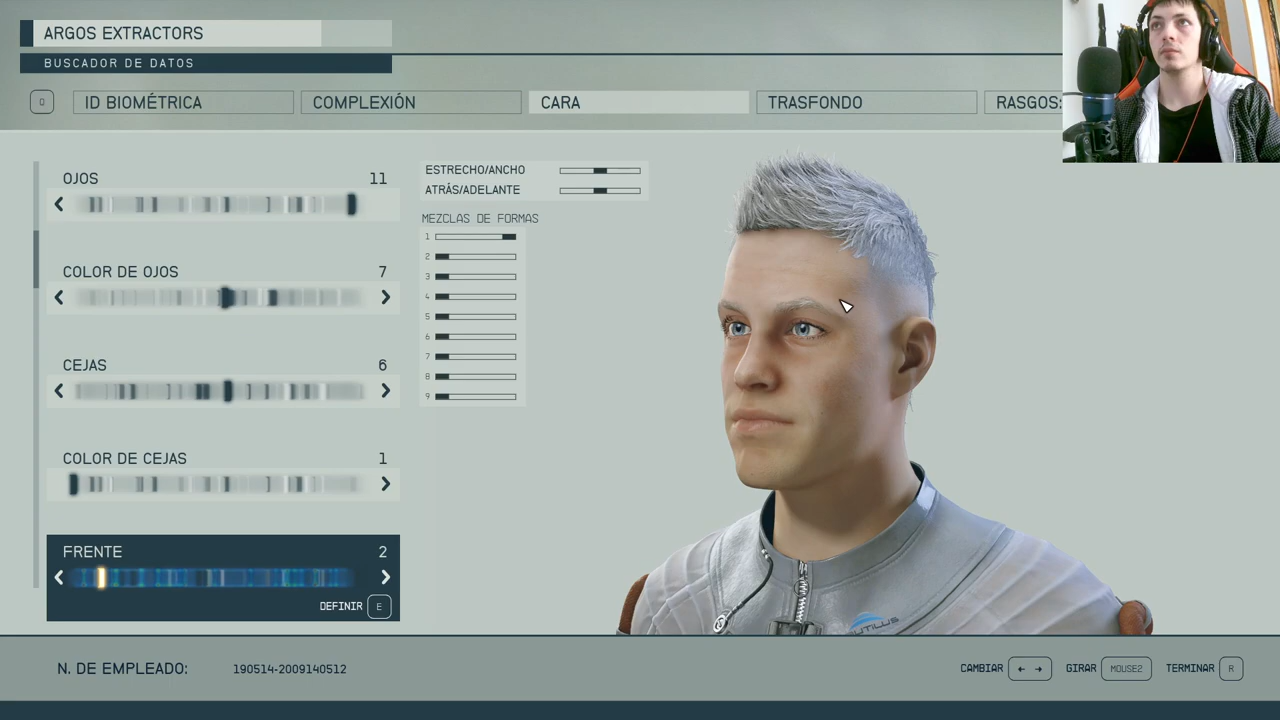 ARGOS EXTRACTORS
BUSCADOR DE DATOS
Q
ID BIOMÉTRICA
COMPLEXIÓN
CARA
TRASFONDO
RASGOS:
OJOS 11
COLOR DE OJOS 7
CEJAS 6
COLOR DE CEJAS 1
FRENTE 2
DEFINIR E
ESTRECHO/ANCHO
ATRÁS/ADELANTE
MEZCLAS DE FORMAS
1
2
3
4
5
6
7
8
9
N. DE EMPLEADO: 190514-2009140512
CAMBIAR ← → GIRAR MOUSE2 TERMINAR R